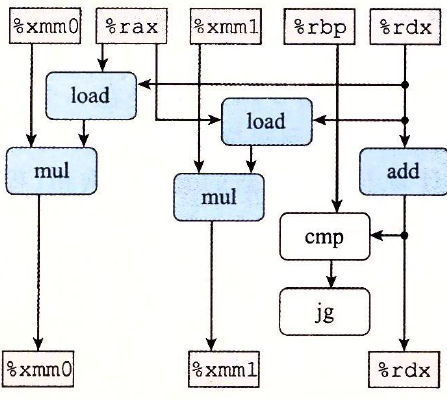 %xmm0 %rax %xmm1 %rbp %rdx
load
load
mul
add
mul
cmp
jg
%xmm0 %xmm1 %rdx